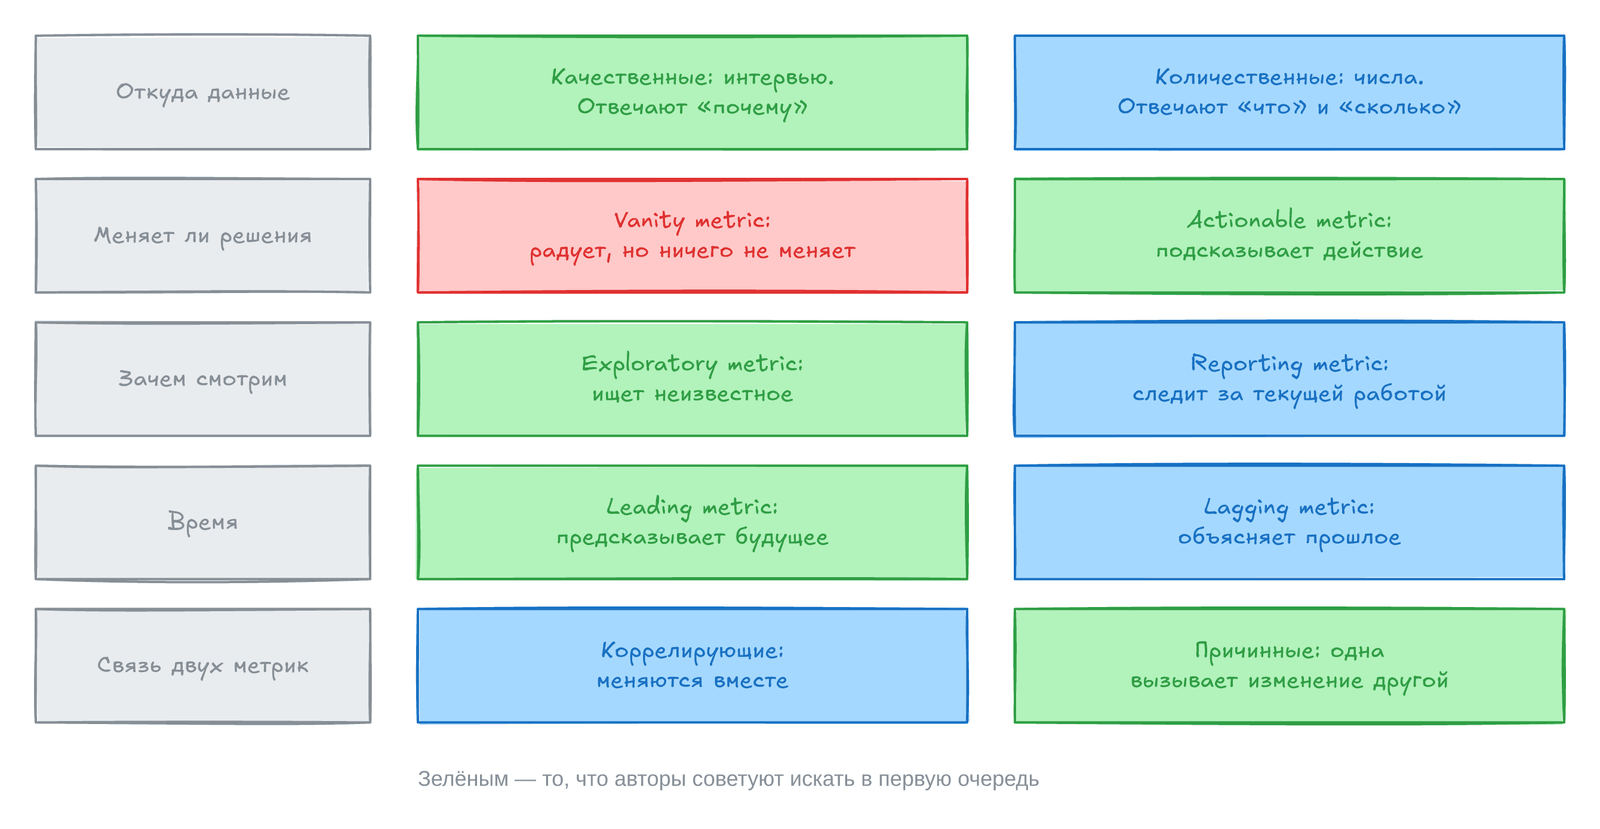 Откуда данные
Качественные: интервью.
Отвечают «почему»
Количественные: числа.
Отвечают «что» и «сколько»
Меняет ли решения
Vanity metric:
радует, но ничего не меняет
Actionable metric:
подсказывает действие
Зачем смотрим
Exploratory metric:
ищет неизвестное
Reporting metric:
следит за текущей работой
Время
Leading metric:
предсказывает будущее
Lagging metric:
объясняет прошлое
Связь двух метрик
Коррелирующие:
меняются вместе
Причинные: одна
вызывает изменение другой
Зелёным — то, что авторы советуют искать в первую очередь